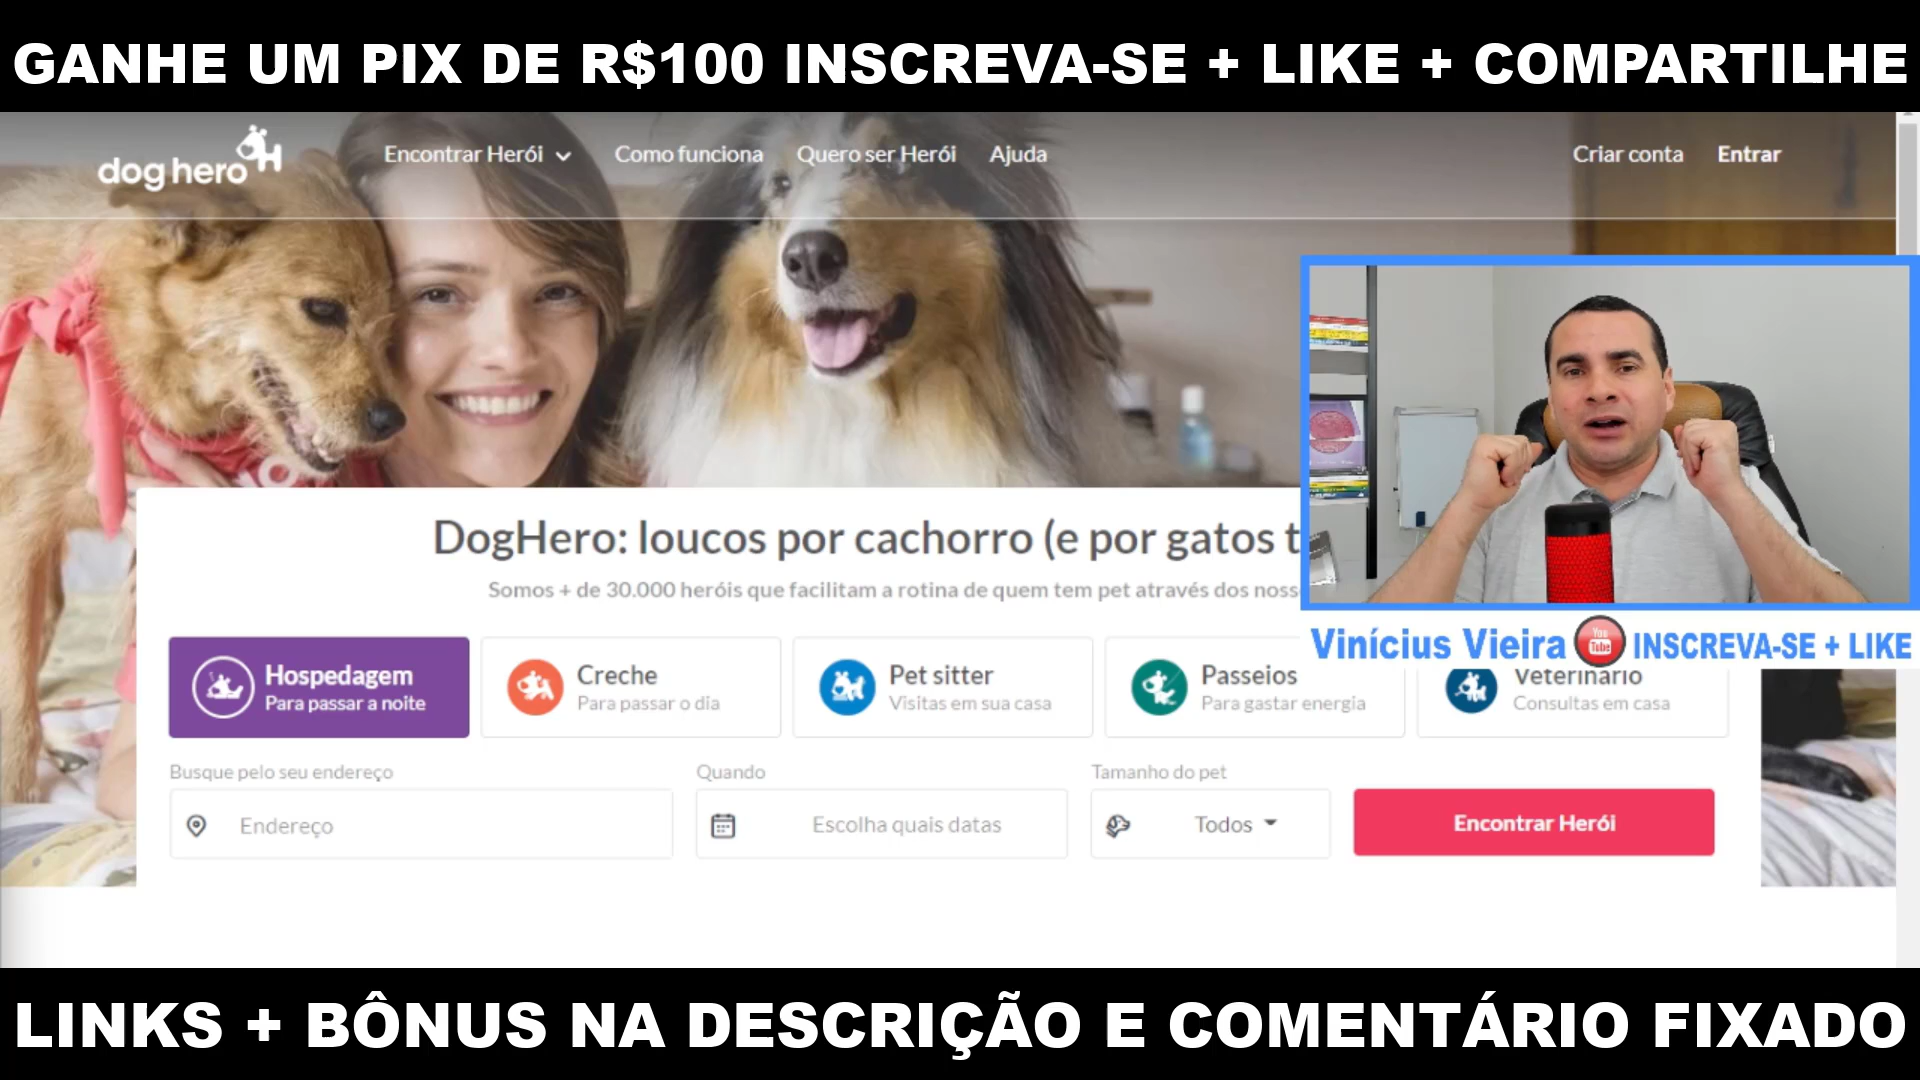 GANHE UM PIX DE R$100 INSCREVA-SE + LIKE + COMPARTILHE
dog hero
Encontrar Herói
Como funciona
Quero ser Herói
Ajuda
Criar conta
Entrar
DogHero: loucos por cachorro (e por gatos t
Somos + de 30.000 heróis que facilitam a rotina de quem tem pet através dos noss
Vinícius Vieira You Tube INSCREVA-SE + LIKE
Hospedagem
Para passar a noite
Creche
Para passar o dia
Pet sitter
Visitas em sua casa
Passeios
Para gastar energia
Veterinário
Consultas em casa
Busque pelo seu endereço
Quando
Tamanho do pet
Endereço
Escolha quais datas
Todos
Encontrar Herói
LINKS + BÔNUS NA DESCRIÇÃO E COMENTÁRIO FIXADO